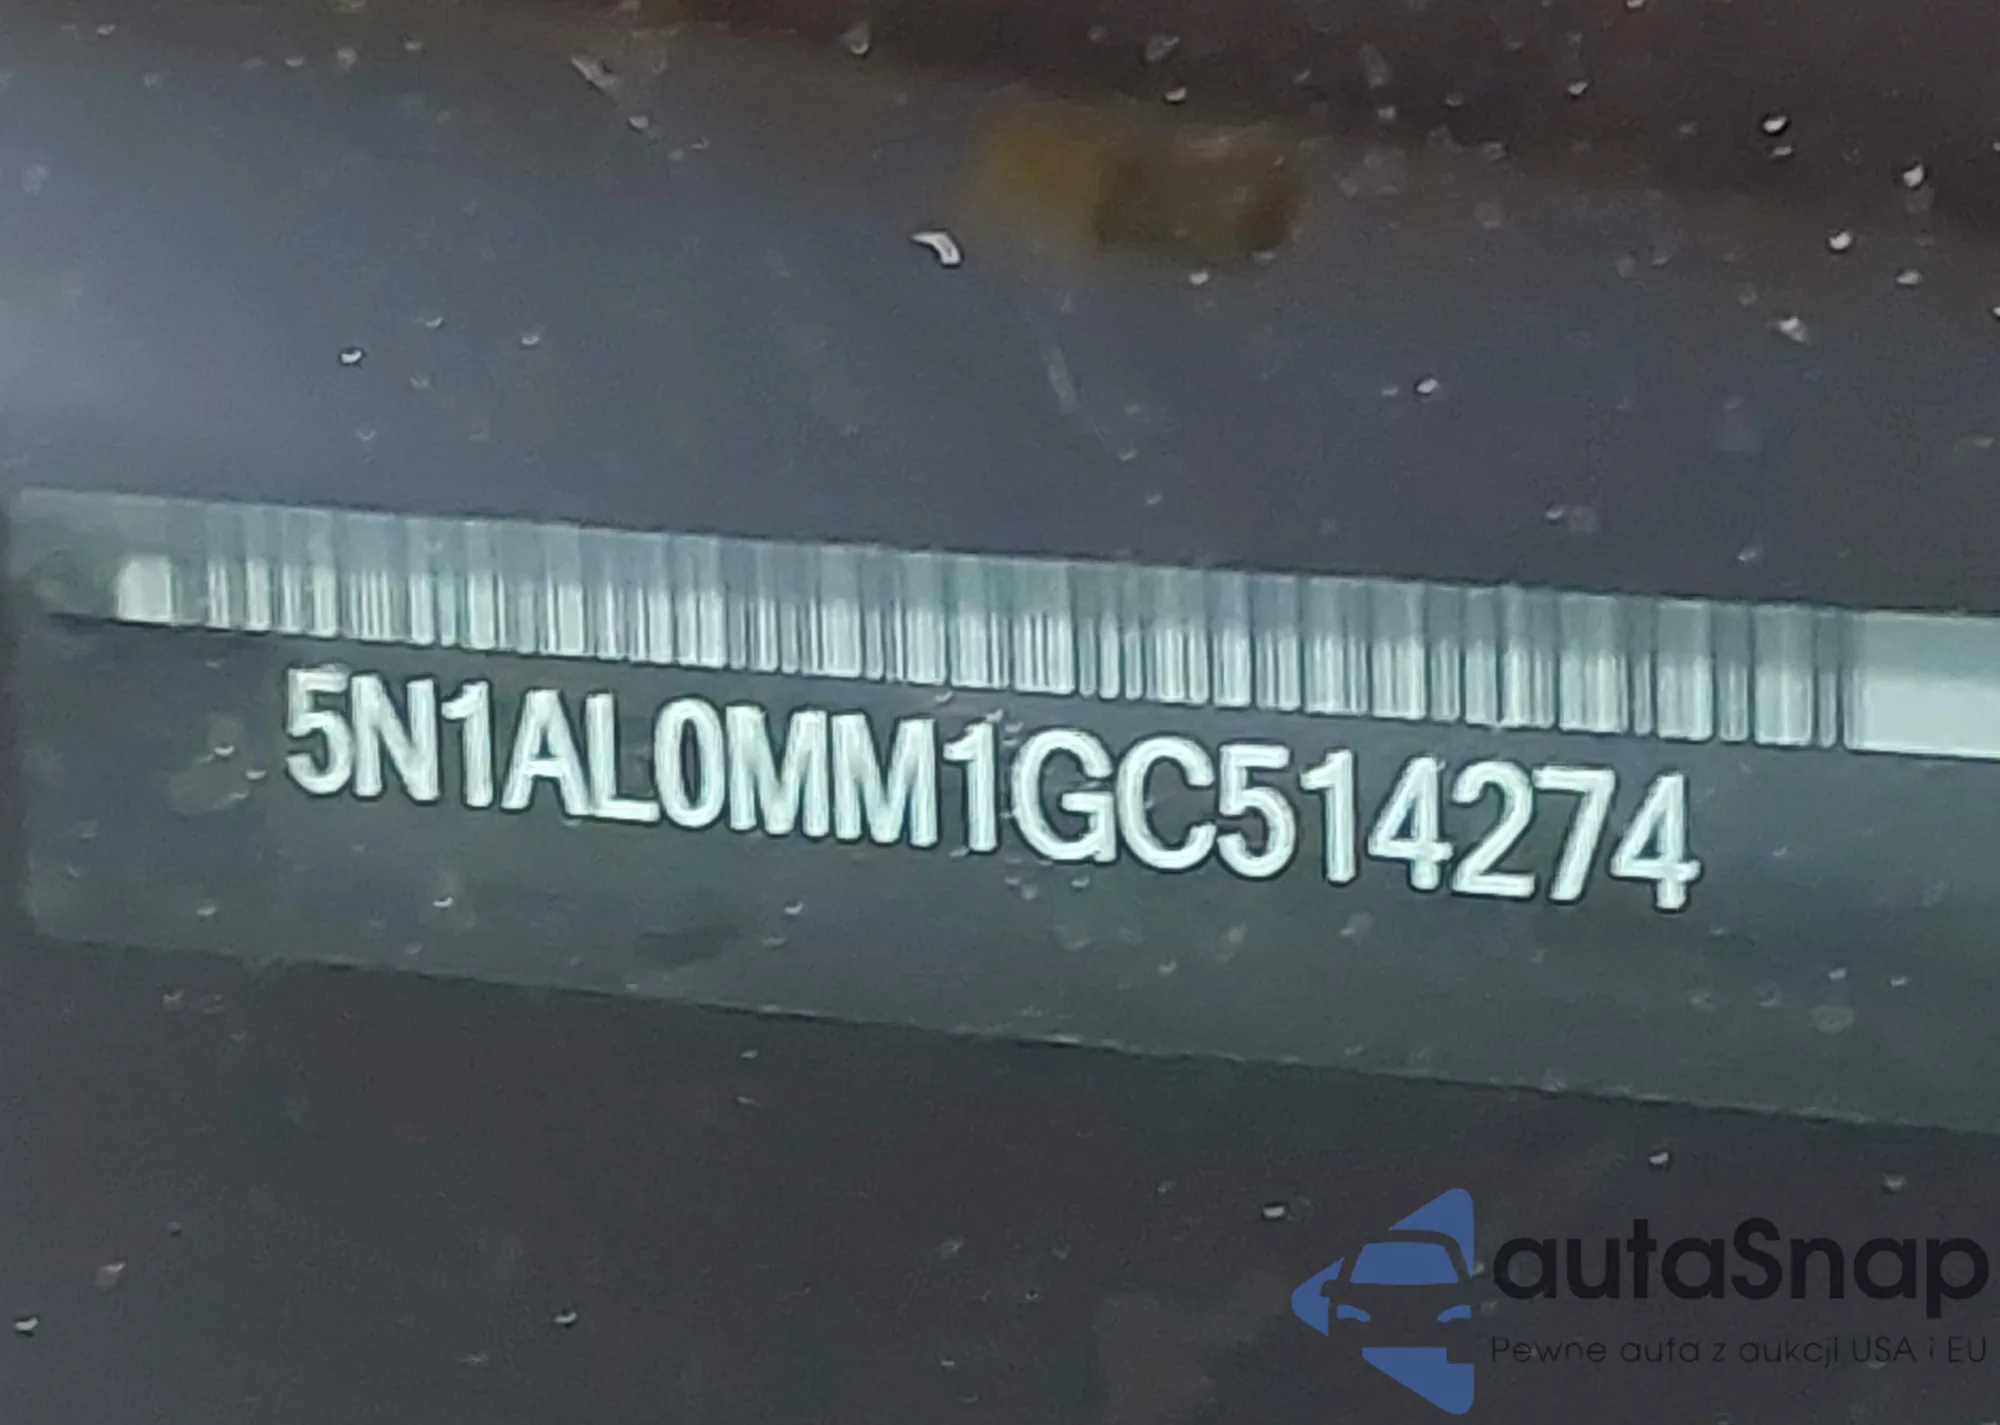 5N1AL0MM1GC514274
autaSnap
Pewne auta z aukcji USA i EU